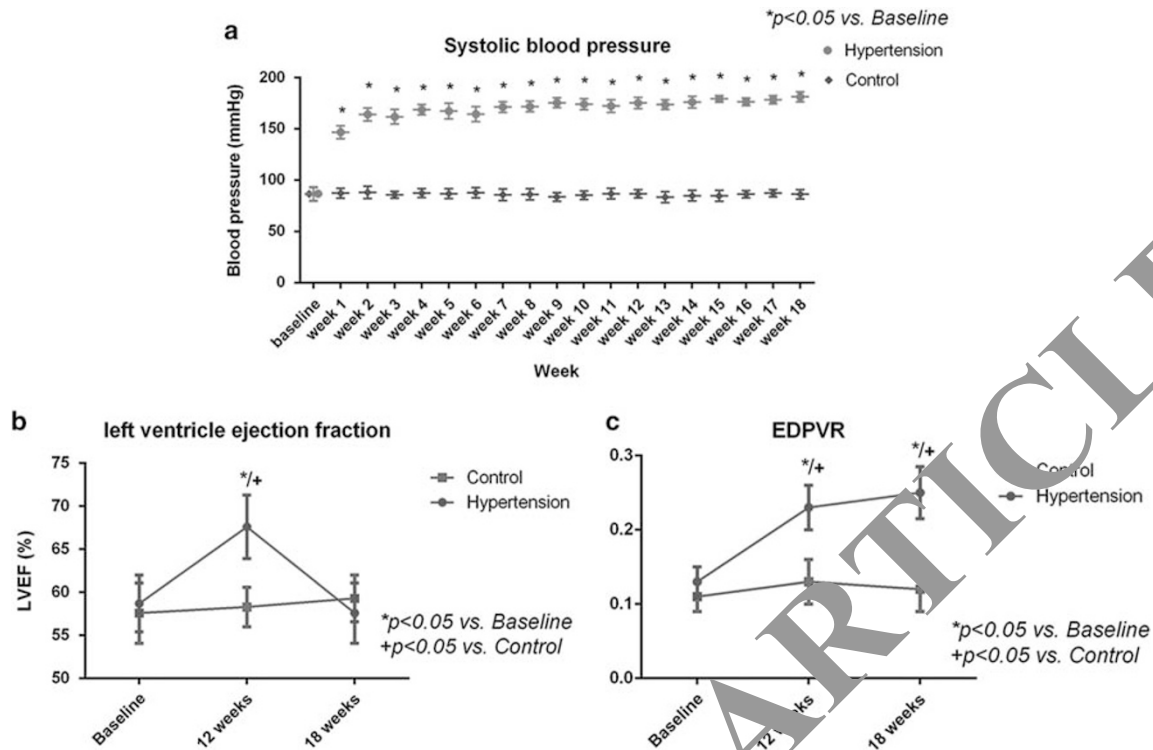 a
Systolic blood pressure
*p<0.05 vs. Baseline
Hypertension
Control
Blood pressure (mmHg)
200
150
100
50
0
* * * * * * * * * * * * * * * * * *
baseline
week 1
week 2
week 3
week 4
week 5
week 6
week 7
week 8
week 9
week 10
week 11
week 12
week 13
week 14
week 15
week 16
week 17
week 18
Week
b
left ventricle ejection fraction
LVEF (%)
75
70
65
60
55
50
*/+
Control
Hypertension
*p<0.05 vs. Baseline
+p<0.05 vs. Control
Baseline
12 weeks
18 weeks
c
EDPVR
0.3
0.2
0.1
0.0
*/+
*/+
Control
Hypertension
*p<0.05 vs. Baseline
+p<0.05 vs. Control
Baseline
12 weeks
18 weeks